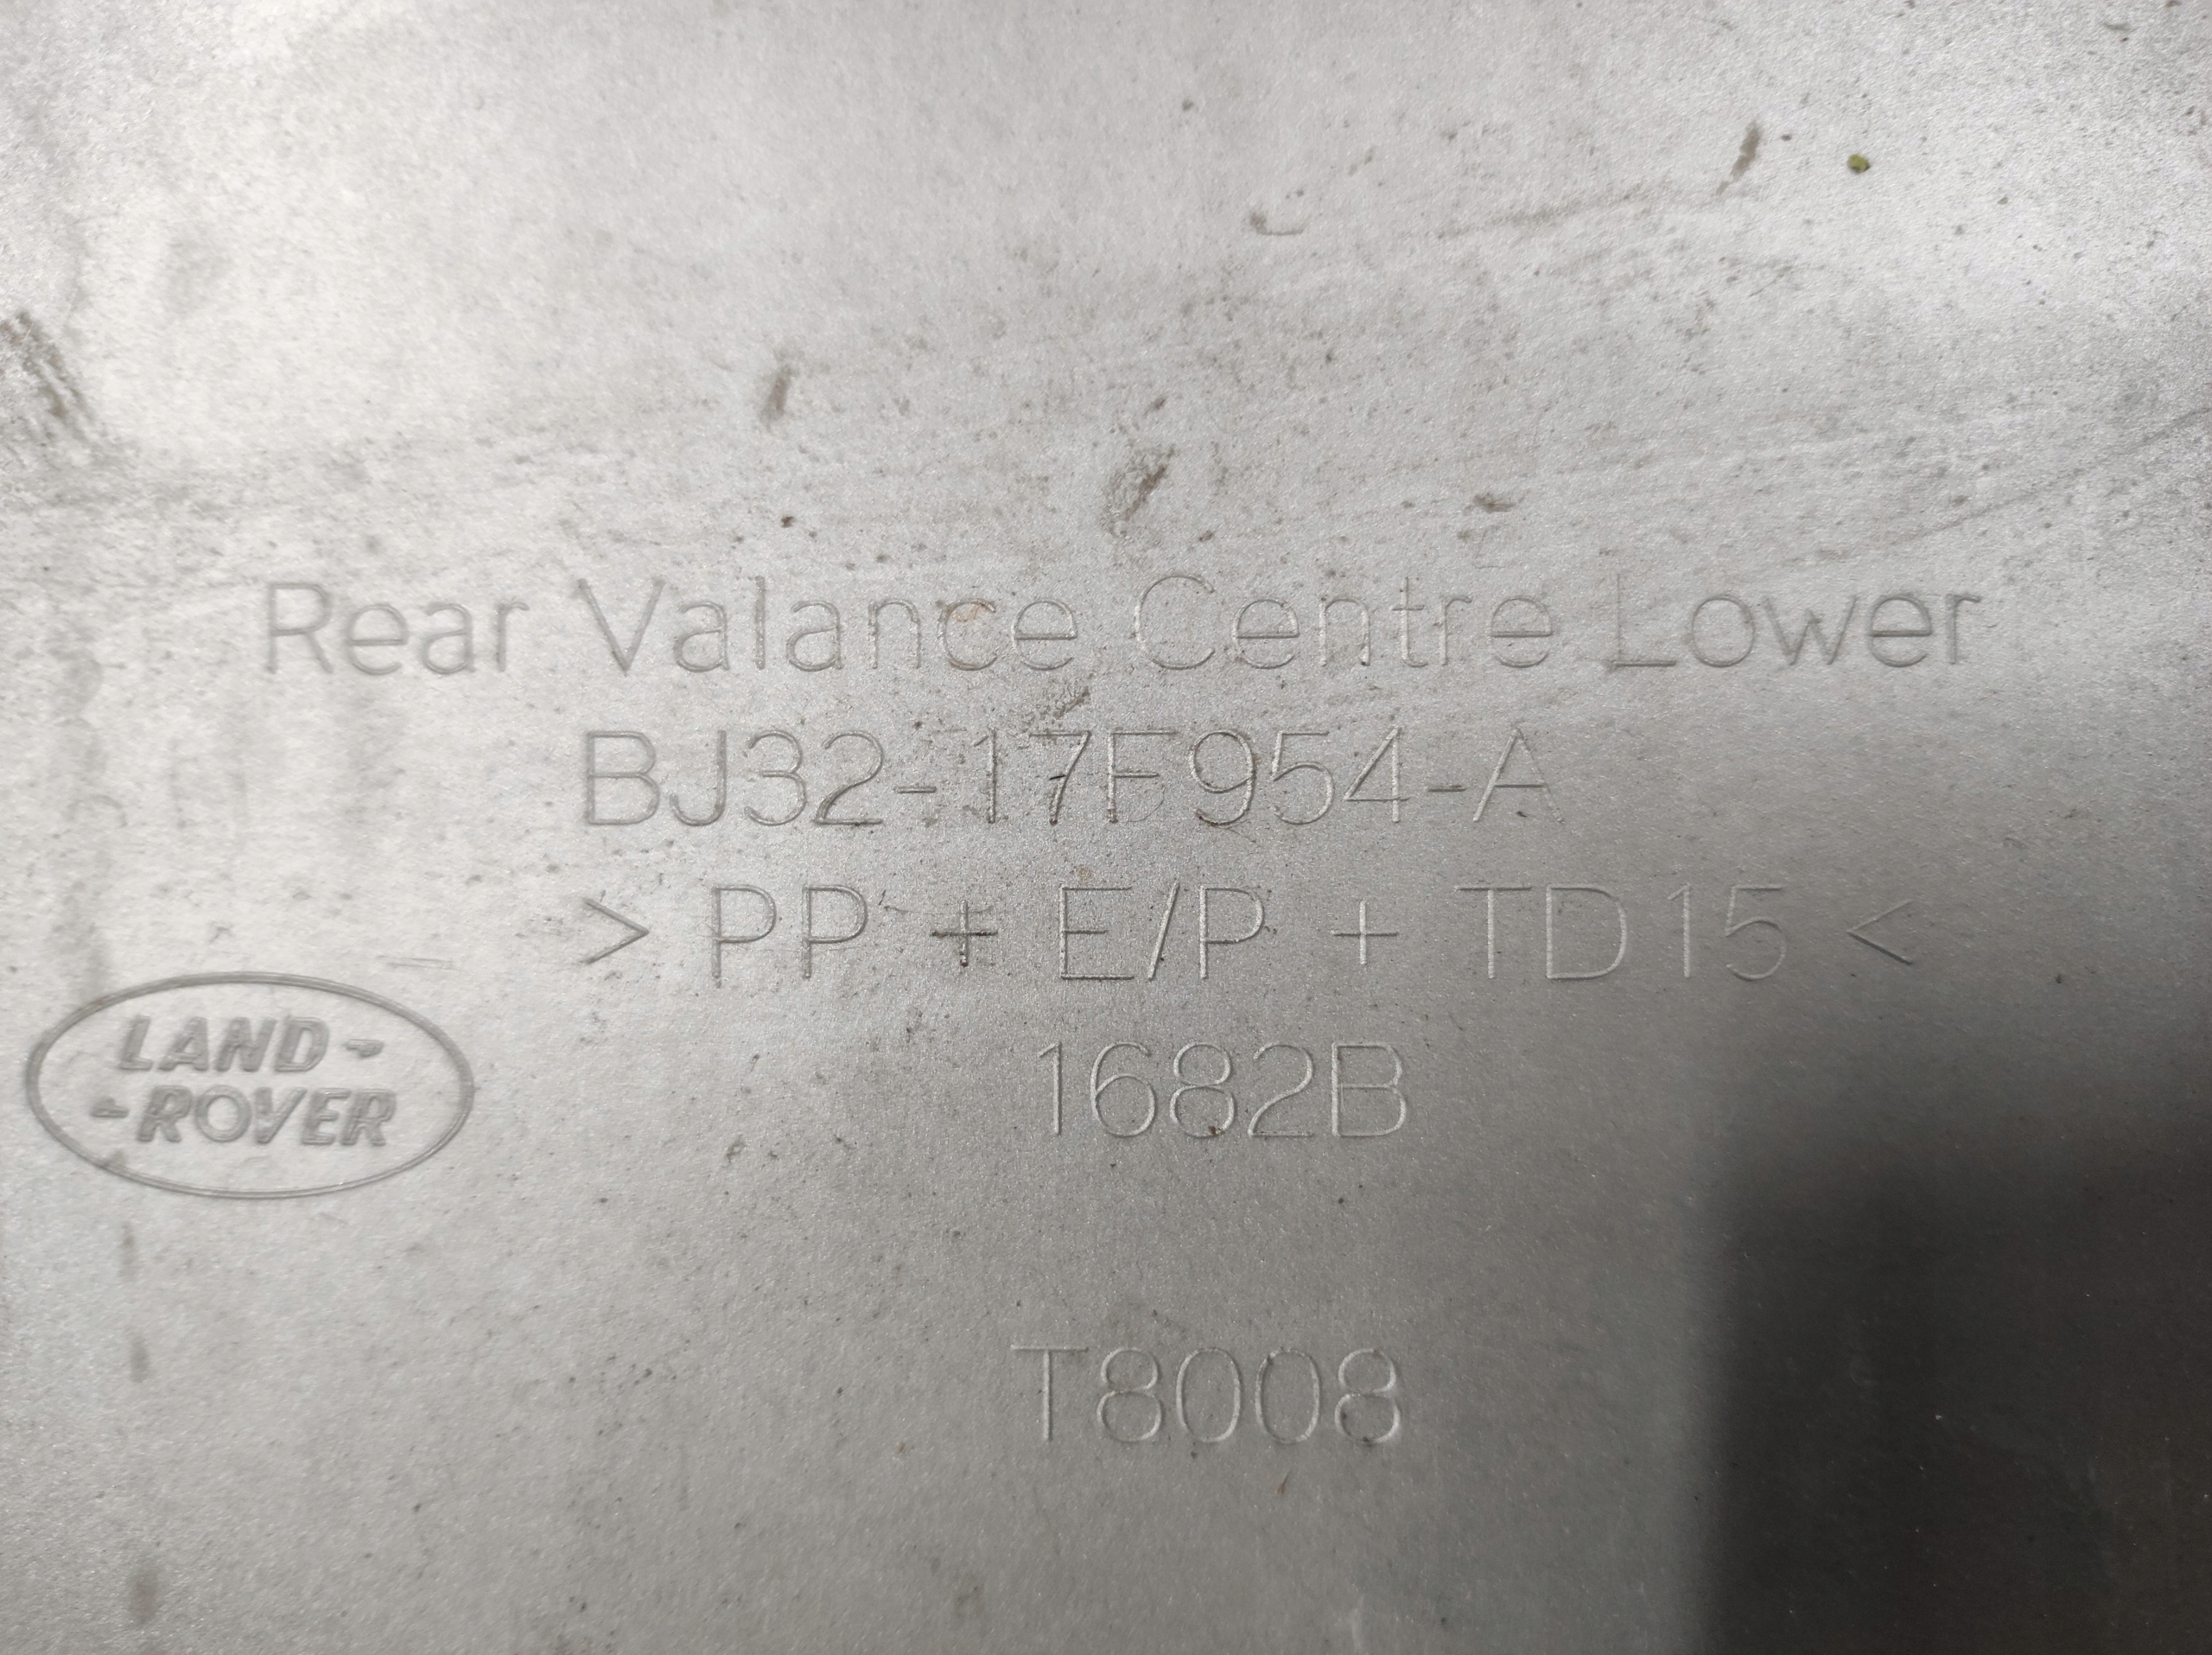 Rear Valance Centre Lower
BJ32-17F954-A
> PP + E/P + TD15 <
LAND-
-ROVER
1682B
T8008